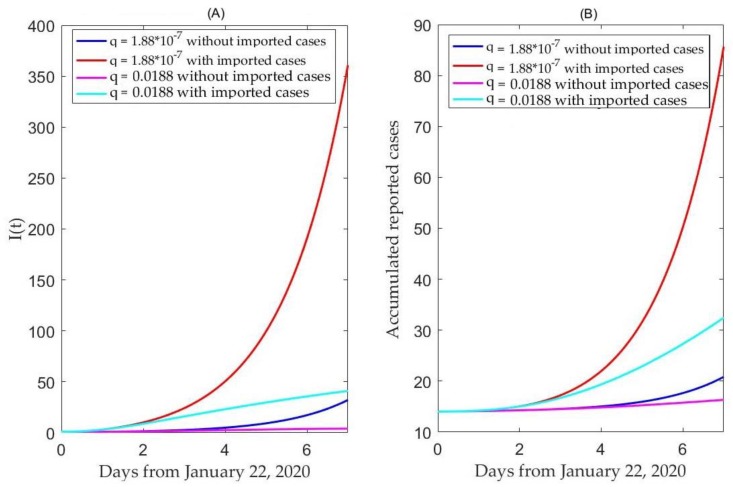 (A)
q = 1.88*10-7 without imported cases
q = 1.88*10-7 with imported cases
q = 0.0188 without imported cases
q = 0.0188 with imported cases
400
350
300
250
200
150
100
50
0
I(t)
0
2
4
6
Days from January 22, 2020
(B)
q = 1.88*10-7 without imported cases
q = 1.88*10-7 with imported cases
q = 0.0188 without imported cases
q = 0.0188 with imported cases
90
80
70
60
50
40
30
20
10
Accumulated reported cases
0
2
4
6
Days from January 22, 2020